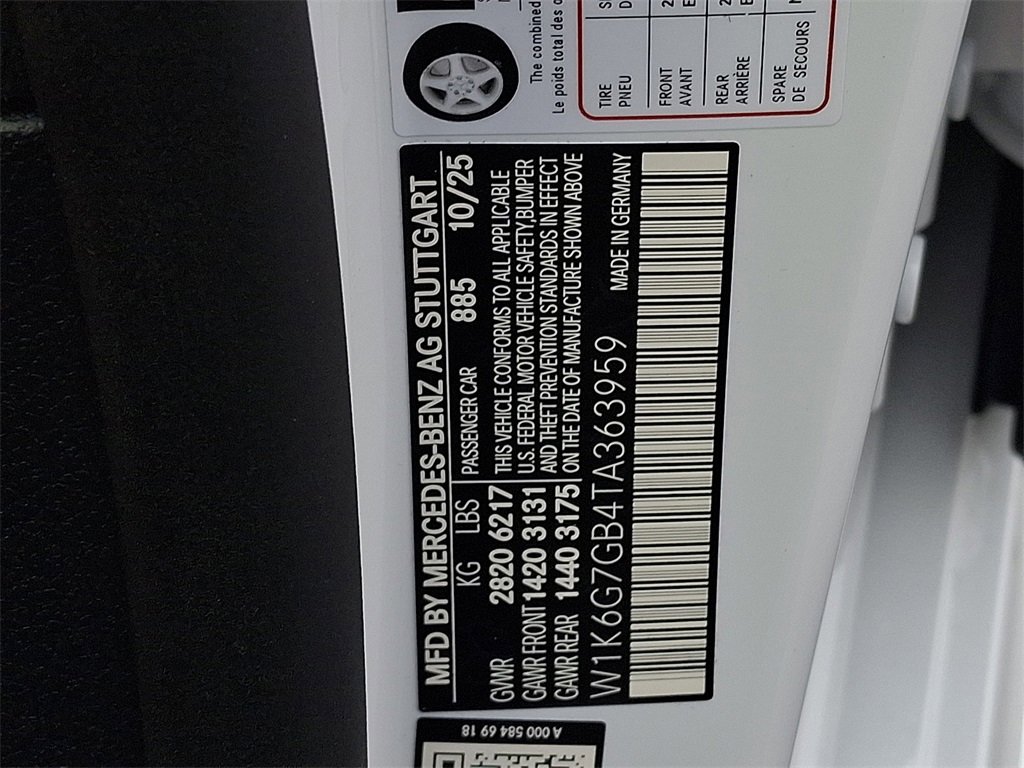 The combined
Le poids total des o
TIRE
PNEU
FRONT
AVANT
REAR
ARRIÈRE
SPARE
DE SECOURS
MFD BY MERCEDES-BENZ AG STUTTGART
KG LBS PASSENGER CAR 885 10/25
GVWR 2820 6217
GAWR FRONT 1420 3131
GAWR REAR 1440 3175
THIS VEHICLE CONFORMS TO ALL APPLICABLE
U.S. FEDERAL MOTOR VEHICLE SAFETY,BUMPER
AND THEFT PREVENTION STANDARDS IN EFFECT
ON THE DATE OF MANUFACTURE SHOWN ABOVE
W1K6G7GB4TA363959 MADE IN GERMANY
A 000 584 69 18